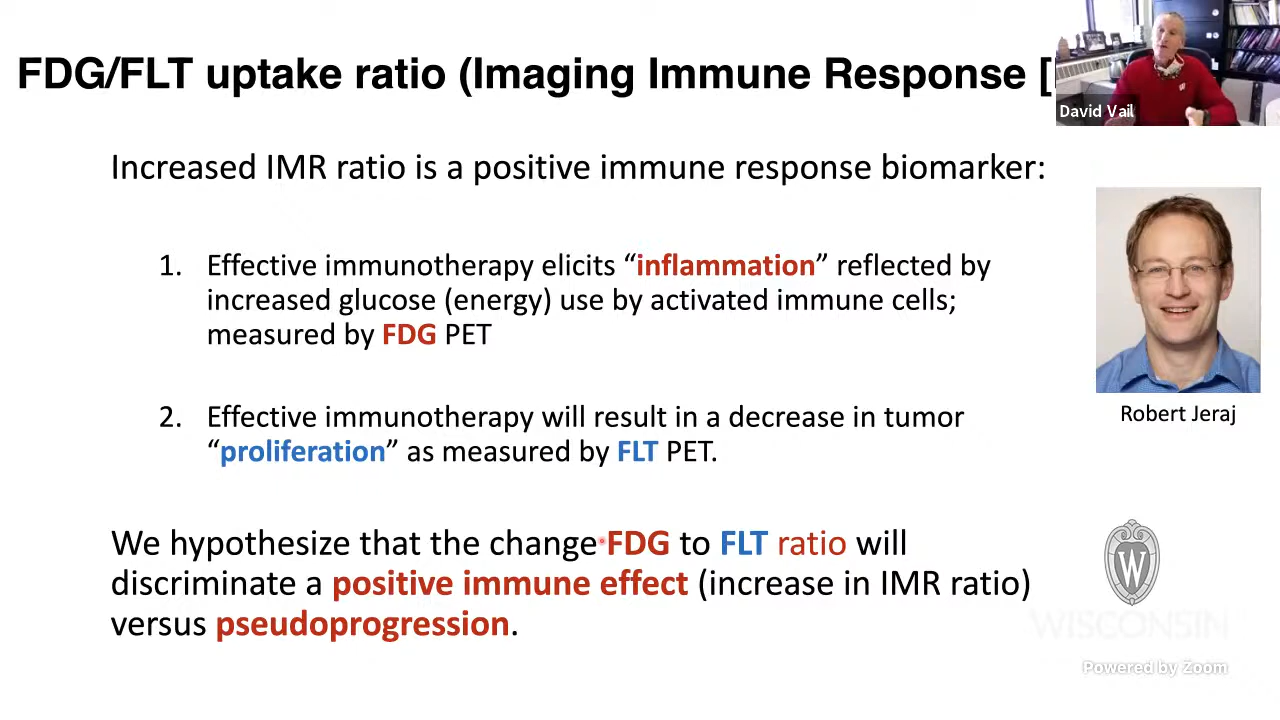 FDG/FLT uptake ratio (Imaging Immune Response [
David Vail
Increased IMR ratio is a positive immune response biomarker:
1. Effective immunotherapy elicits “inflammation” reflected by
increased glucose (energy) use by activated immune cells;
measured by FDG PET
Robert Jeraj
2. Effective immunotherapy will result in a decrease in tumor
“proliferation” as measured by FLT PET.
We hypothesize that the change FDG to FLT ratio will
discriminate a positive immune effect (increase in IMR ratio)
versus pseudoprogression.
W
WISCONSIN
Powered by Zoom